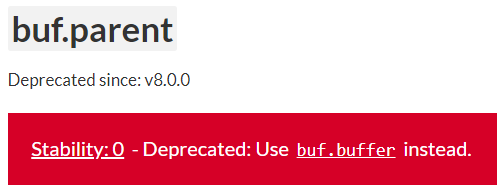 buf.parent
Deprecated since: v8.0.0
Stability: 0 - Deprecated: Use buf.buffer instead.